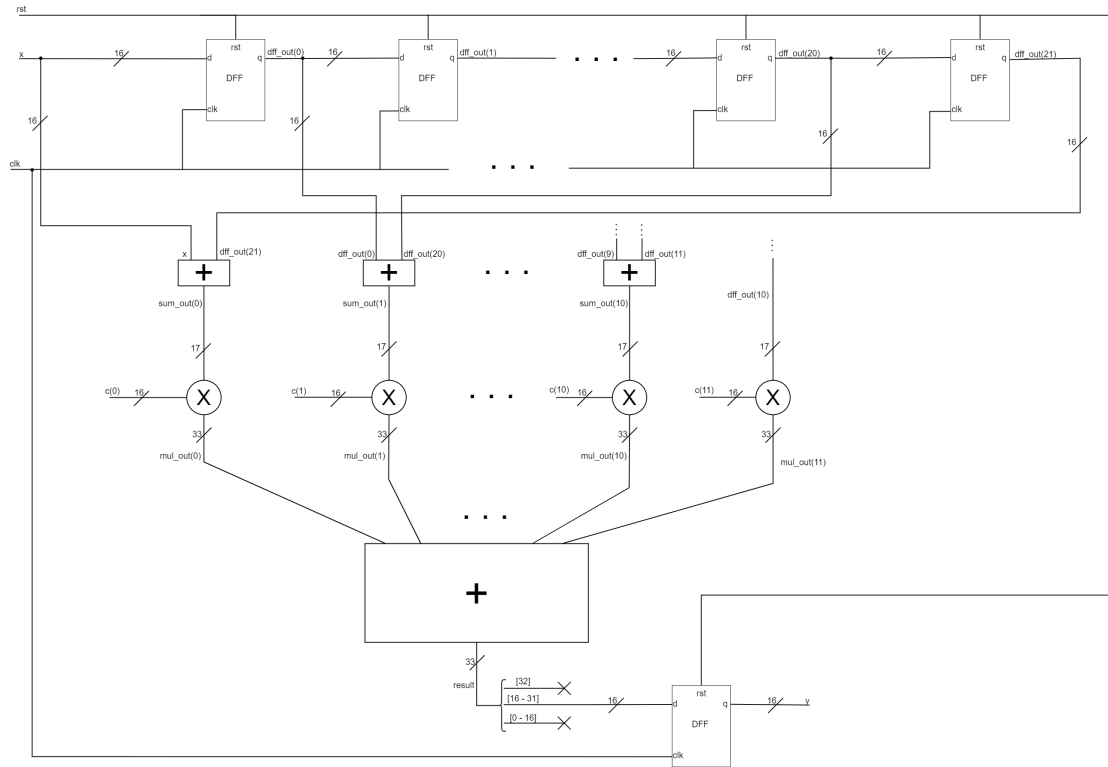 rst
x
16
d
rst
q
DFF
clk
dff_out(0)
16
d
rst
q
DFF
clk
dff_out(1)
. . .
16
d
rst
q
DFF
clk
dff_out(20)
16
d
rst
q
DFF
clk
dff_out(21)
16
16
16
16
clk
. . .
x
dff_out(21)
+
dff_out(0)
dff_out(20)
+
. . .
dff_out(9)
dff_out(11)
+
sum_out(0)
sum_out(1)
sum_out(10)
dff_out(10)
17
17
17
17
c(0)
16
X
c(1)
16
X
. . .
c(10)
16
X
c(11)
16
X
33
33
33
33
mul_out(0)
mul_out(1)
mul_out(10)
mul_out(11)
. . .
+
33
result
[32]
[16 - 31]
[0 - 16]
16
d
rst
q
DFF
clk
16
y